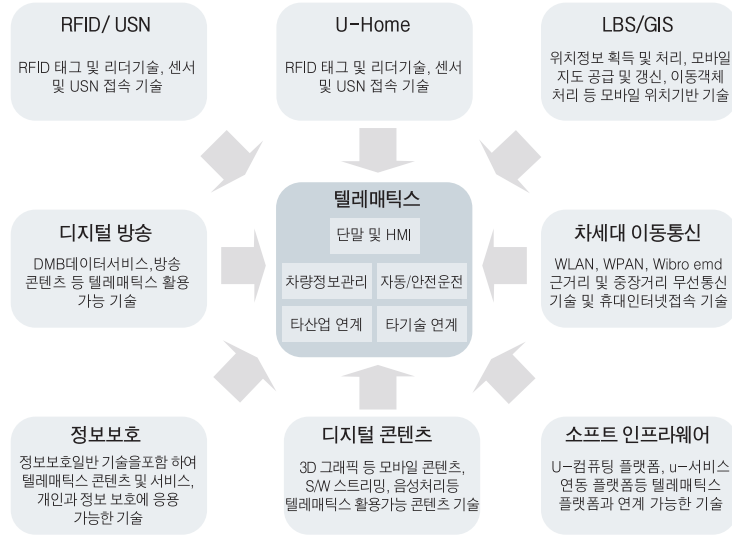 RFID/ USN
RFID 태그 및 리더기술, 센서
및 USN 접속 기술
U-Home
RFID 태그 및 리더기술, 센서
및 USN 접속 기술
LBS/GIS
위치정보 획득 및 처리, 모바일
지도 공급 및 갱신, 이동객체
처리 등 모바일 위치기반 기술
디지털 방송
DMB데이터서비스,방송
콘텐츠 등 텔레매틱스 활용
가능 기술
텔레매틱스
단말 및 HMI
차량정보관리
자동/안전운전
타산업 연계
타기술 연계
차세대 이동통신
WLAN, WPAN, Wibro emd
근거리 및 중장거리 무선통신
기술 및 휴대인터넷접속 기술
정보보호
정보보호일반 기술을포함 하여
텔레매틱스 콘텐츠 및 서비스,
개인과 정보 보호에 응용
가능한 기술
디지털 콘텐츠
3D 그래픽 등 모바일 콘텐츠,
S/W 스트리밍, 음성처리등
텔레매틱스 활용가능 콘텐츠 기술
소프트 인프라웨어
U-컴퓨팅 플랫폼, u-서비스
연동 플랫폼등 텔레매틱스
플랫폼과 연계 가능한 기술